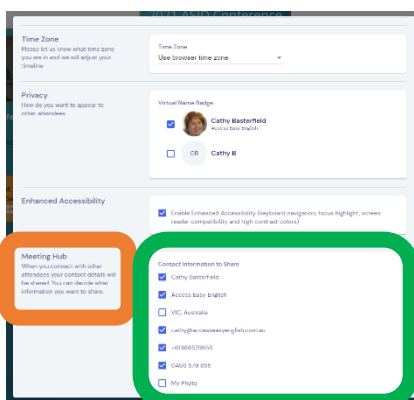 2021 ASID Conference
Time Zone
Please let us know what time zone
you are in and we will adjust your
timeline.
Time Zone
Use browser time zone
Privacy
How do you want to appear to
other attendees
Virtual Name Badge
Cathy Basterfield
Access Easy English
CB
Cathy B
Enhanced Accessibility
Enable Enhanced Accessibility (keyboard navigation, focus highlight, screen
reader compatibility and high contrast colors)
Meeting Hub
When you connect with other
attendees your contact details will
be shared. You can decide what
information you want to share.
Contact Information to Share
Cathy Basterfield
Access Easy English
VIC, Australia
cathy@accesseasyenglish.com.au
+61466579855
0466 579 855
My Photo